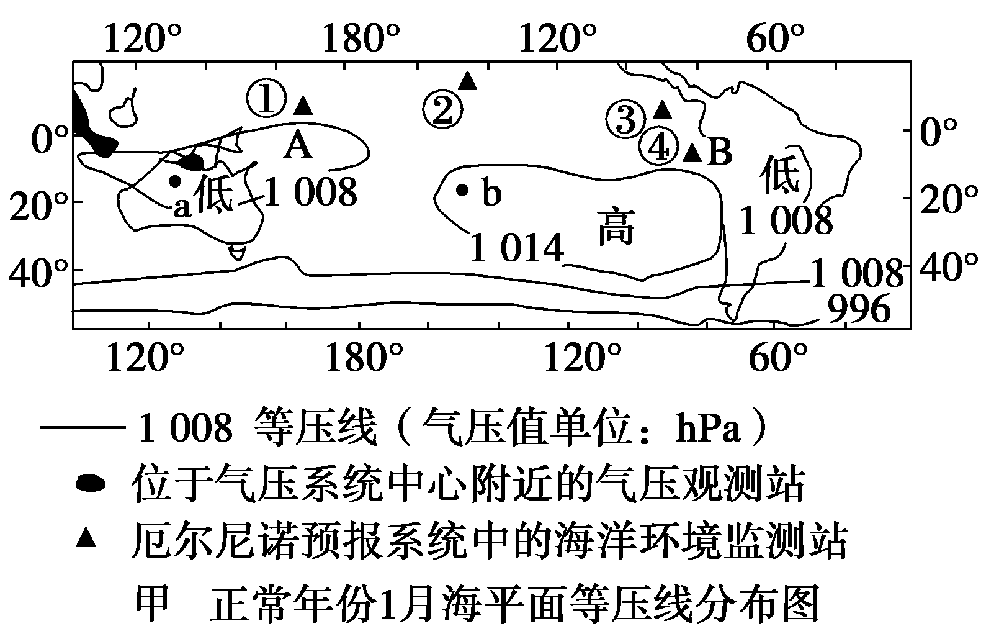 120° 180° 120° 60°
① ② ③
0° A ④ B 0°
低 1 008 b 低
20° a 高 1 008 20°
1 014
40° 1 008 40°
996
120° 180° 120° 60°
1 008 等压线（气压值单位：hPa）
位于气压系统中心附近的气压观测站
厄尔尼诺预报系统中的海洋环境监测站
甲 正常年份1月海平面等压线分布图